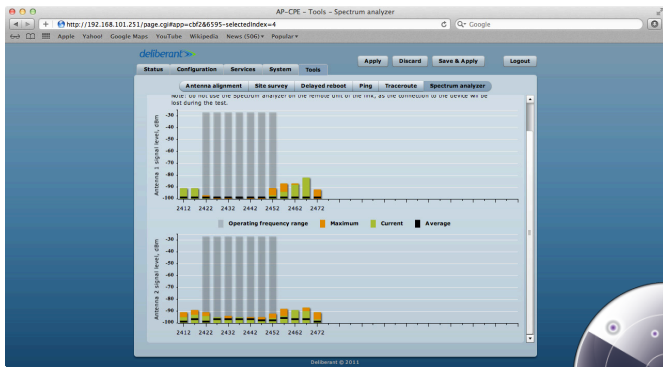 AP-CPE - Tools - Spectrum analyzer
http://192.168.101.251/page.cgi#app=cbf2&6595-selectedIndex=4
Google
Apple Yahoo! Google Maps YouTube Wikipedia News (506) Popular
deliberant
Apply Discard Save & Apply Logout
Status Configuration Services System Tools
Antenna alignment Site survey Delayed reboot Ping Traceroute Spectrum analyzer
Note: do not use the spectrum analyzer on the remote unit of the link, as the connection to the device will be
lost during the test.
Antenna 1 signal level, dBm
-30
-40
-50
-60
-70
-80
-90
-100
2412 2422 2432 2442 2452 2462 2472
Operating frequency range Maximum Current Average
Antenna 2 signal level, dBm
-30
-40
-50
-60
-70
-80
-90
-100
2412 2422 2432 2442 2452 2462 2472
Deliberant © 2011